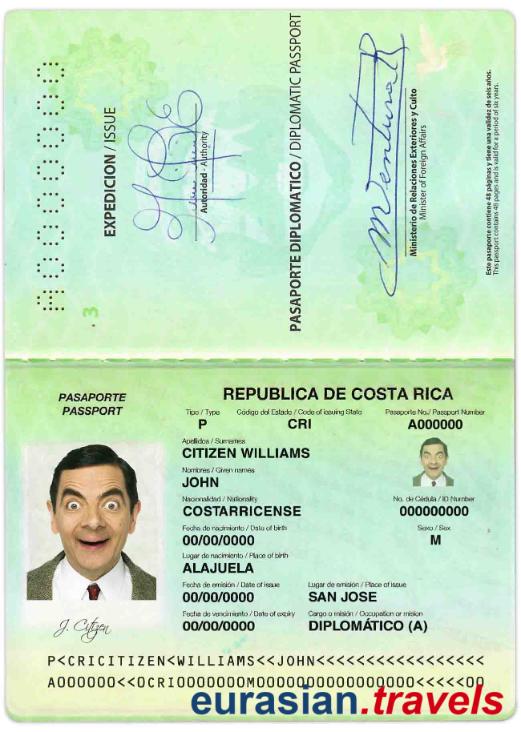 A000000
3
EXPEDICION / ISSUE
Autoridad - Authority
PASAPORTE DIPLOMATICO / DIPLOMATIC PASSPORT
Ministerio de Relaciones Exteriores y Culto
Minister of Foreign Affairs
Este pasaporte contiene 48 páginas y tiene una validez de seis años.
This passport contains 48 pages and is valid for a period of six years.
PASAPORTE
PASSPORT
REPUBLICA DE COSTA RICA
Tipo / Type Código del Estado / Code of issuing State Pasaporte No./ Passport Number
P CRI A000000
Apellidos / Surnames
CITIZEN WILLIAMS
Nombres / Given names
JOHN
Nacionalidad / Nationality No. de Cédula / ID Number
COSTARRICENSE 000000000
Fecha de nacimiento / Date of birth Sexo / Sex
00/00/0000 M
Lugar de nacimiento / Place of birth
ALAJUELA
Fecha de emisión / Date of issue Lugar de emisión / Place of issue
00/00/0000 SAN JOSE
Fecha de vencimiento / Date of expiry Cargo o misión / Occupation or mision
00/00/0000 DIPLOMÁTICO (A)
J. Citizen
P<CRICITIZEN<WILLIAMS<<JOHN<<<<<<<<<<<<<<<<<
eurasian.travels